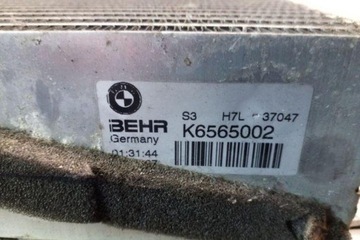 S3 H7L 37047
BEHR K6565002
Germany
01:31:44